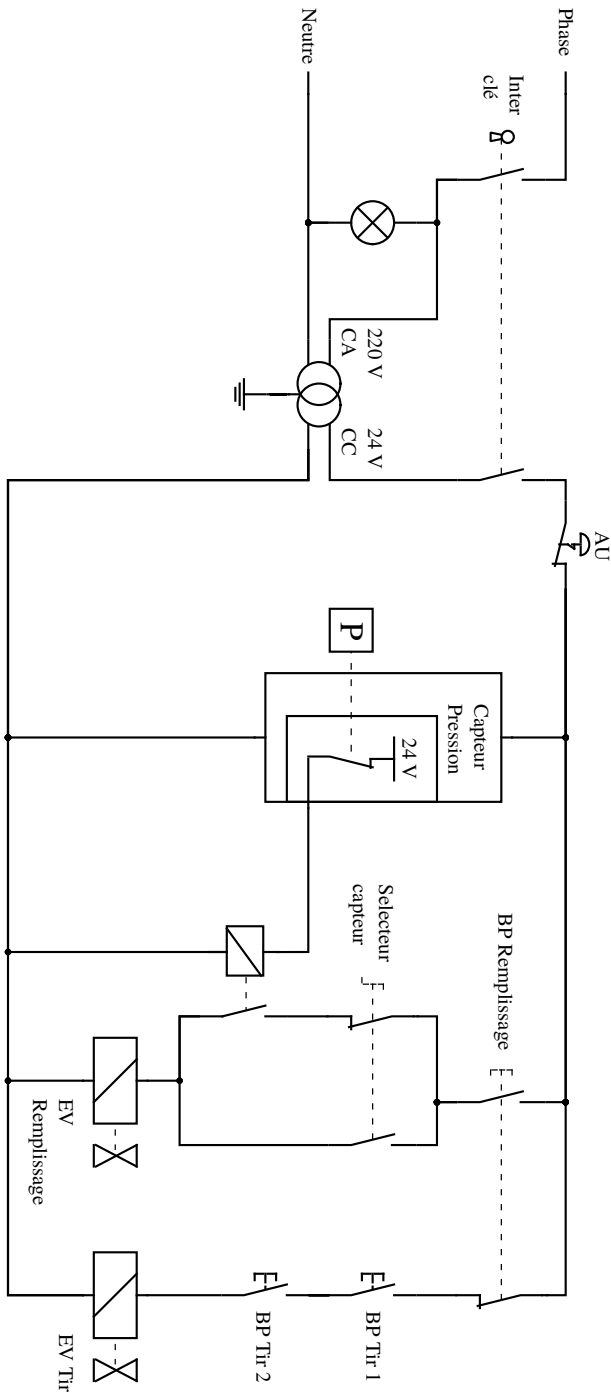 Phase
Neutre
Inter
clé
220 V
CA
24 V
CC
AU
P
Capteur
Pression
24 V
Selecteur
capteur
BP Remplissage
EV
Remplissage
BP Tir 1
BP Tir 2
EV Tir